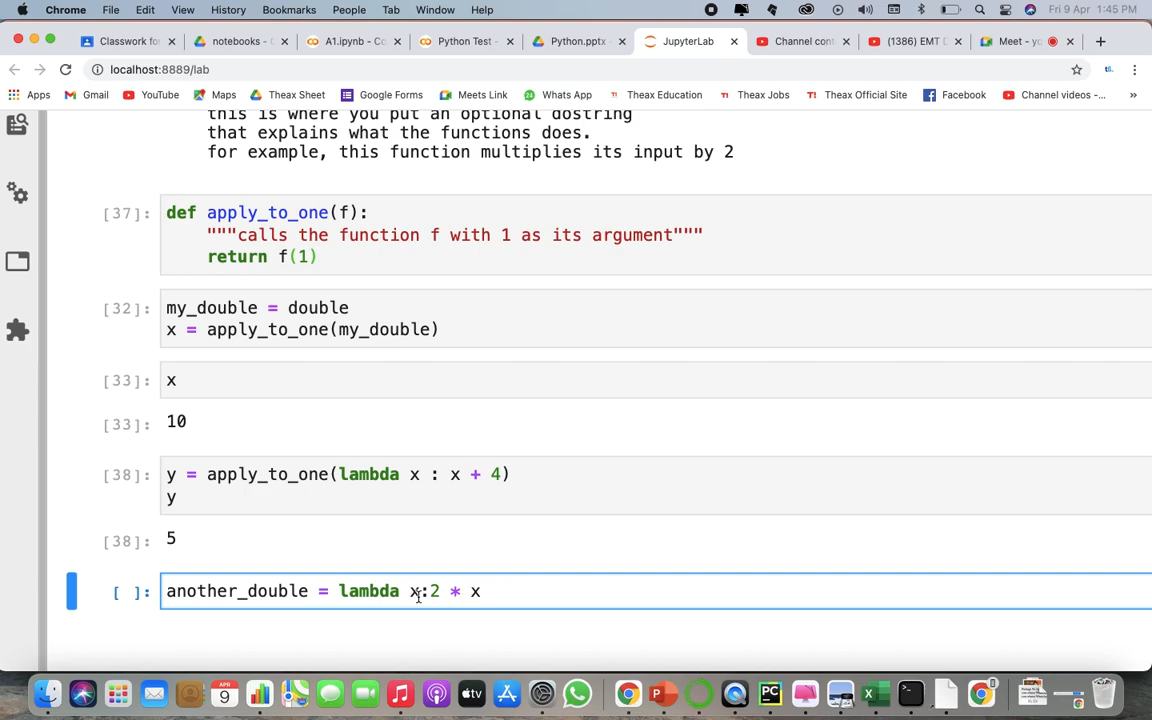 Chrome File Edit View History Bookmarks People Tab Window Help Fri 9 Apr 1:45 PM
Classwork for notebooks - G A1.ipynb - Co Python Test - Python.pptx - JupyterLab Channel cont (1386) EMT D Meet - yc
localhost:8889/lab
Apps Gmail YouTube Maps Theax Sheet Google Forms Meets Link Whats App Theax Education Theax Jobs Theax Official Site Facebook Channel videos -... »
this is where you put an optional dostring
that explains what the functions does.
for example, this function multiplies its input by 2
[37]: def apply_to_one(f):
"""calls the function f with 1 as its argument"""
return f(1)
[32]: my_double = double
x = apply_to_one(my_double)
[33]: x
[33]: 10
[38]: y = apply_to_one(lambda x : x + 4)
y
[38]: 5
[ ]: another_double = lambda x:2 * x